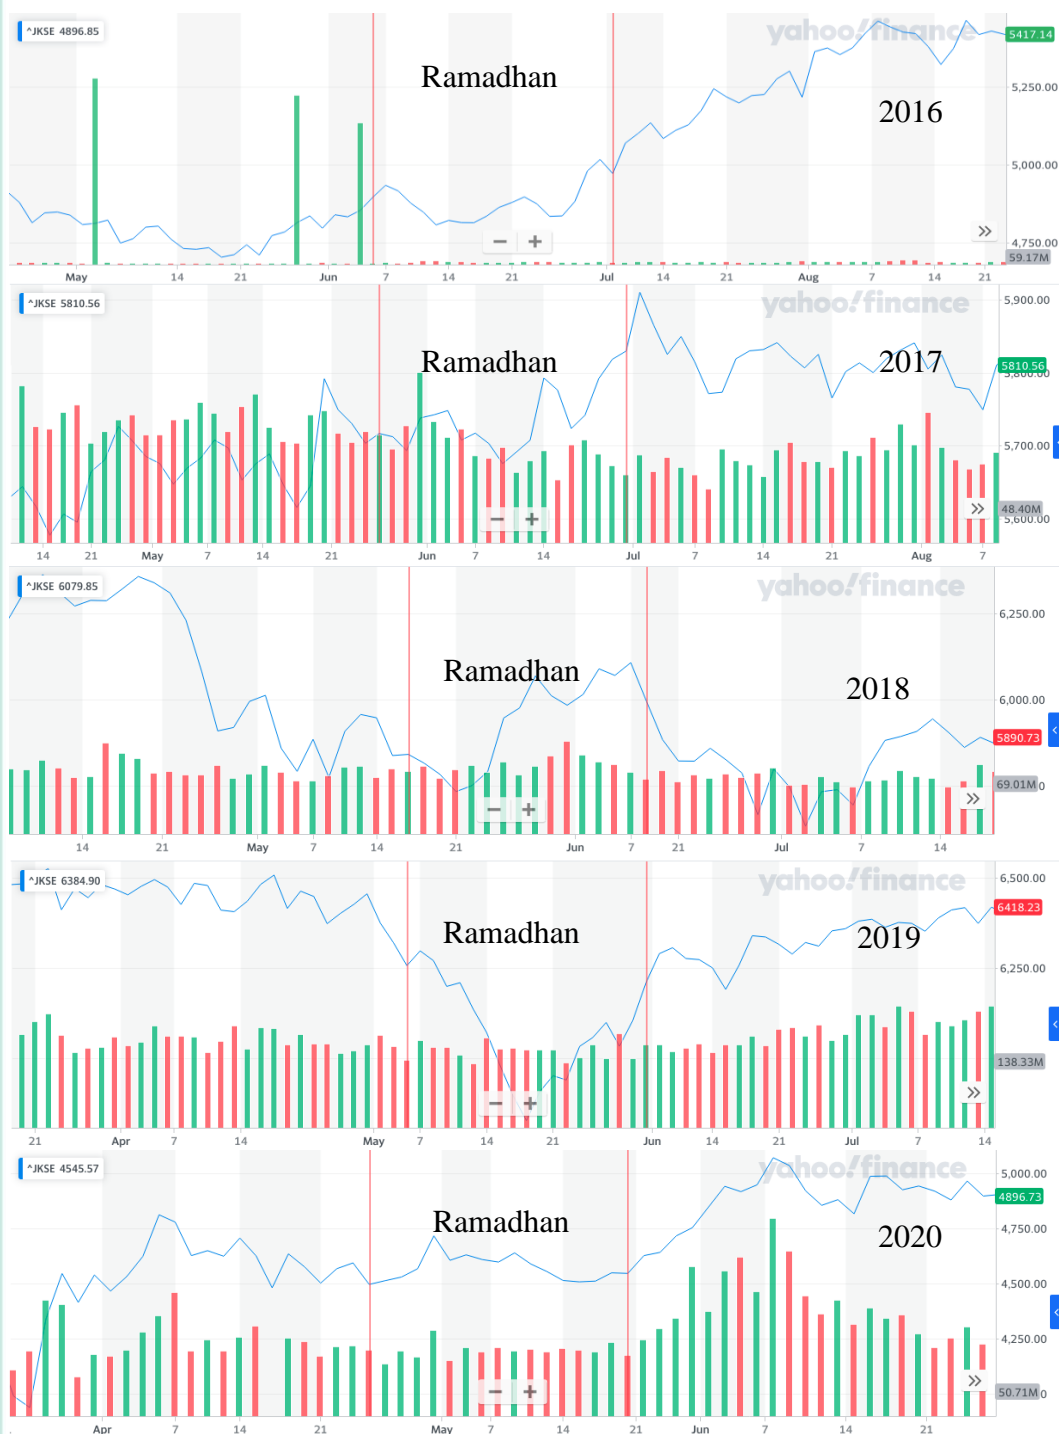 ^JKSE 4896.85
yahoo!finance
5417.14
Ramadhan
5,250.00
2016
5,000.00
− +
»
4,750.00
59.17M
May 14 21 Jun 7 14 21 Jul 14 21 Aug 7 14 21
^JKSE 5810.56
yahoo!finance
5,900.00
Ramadhan
2017
5810.56
5,800.00
5,700.00
»
48.40M
− +
5,600.00
14 21 May 7 14 21 Jun 7 14 Jul 7 14 21 Aug 7
^JKSE 6079.85
yahoo!finance
6,250.00
Ramadhan
2018
6,000.00
5890.73
69.01M 0
»
− +
14 21 May 7 14 21 Jun 7 21 Jul 7 14
^JKSE 6384.90
yahoo!finance
6,500.00
6418.23
Ramadhan
2019
6,250.00
138.33M
»
− +
21 Apr 7 14 May 7 14 21 Jun 14 21 Jul 7 14
^JKSE 4545.57
yahoo!finance
5,000.00
4896.73
Ramadhan
4,750.00
2020
4,500.00
4,250.00
»
− +
50.71M 0
Apr 7 14 21 May 7 14 21 Jun 7 14 21